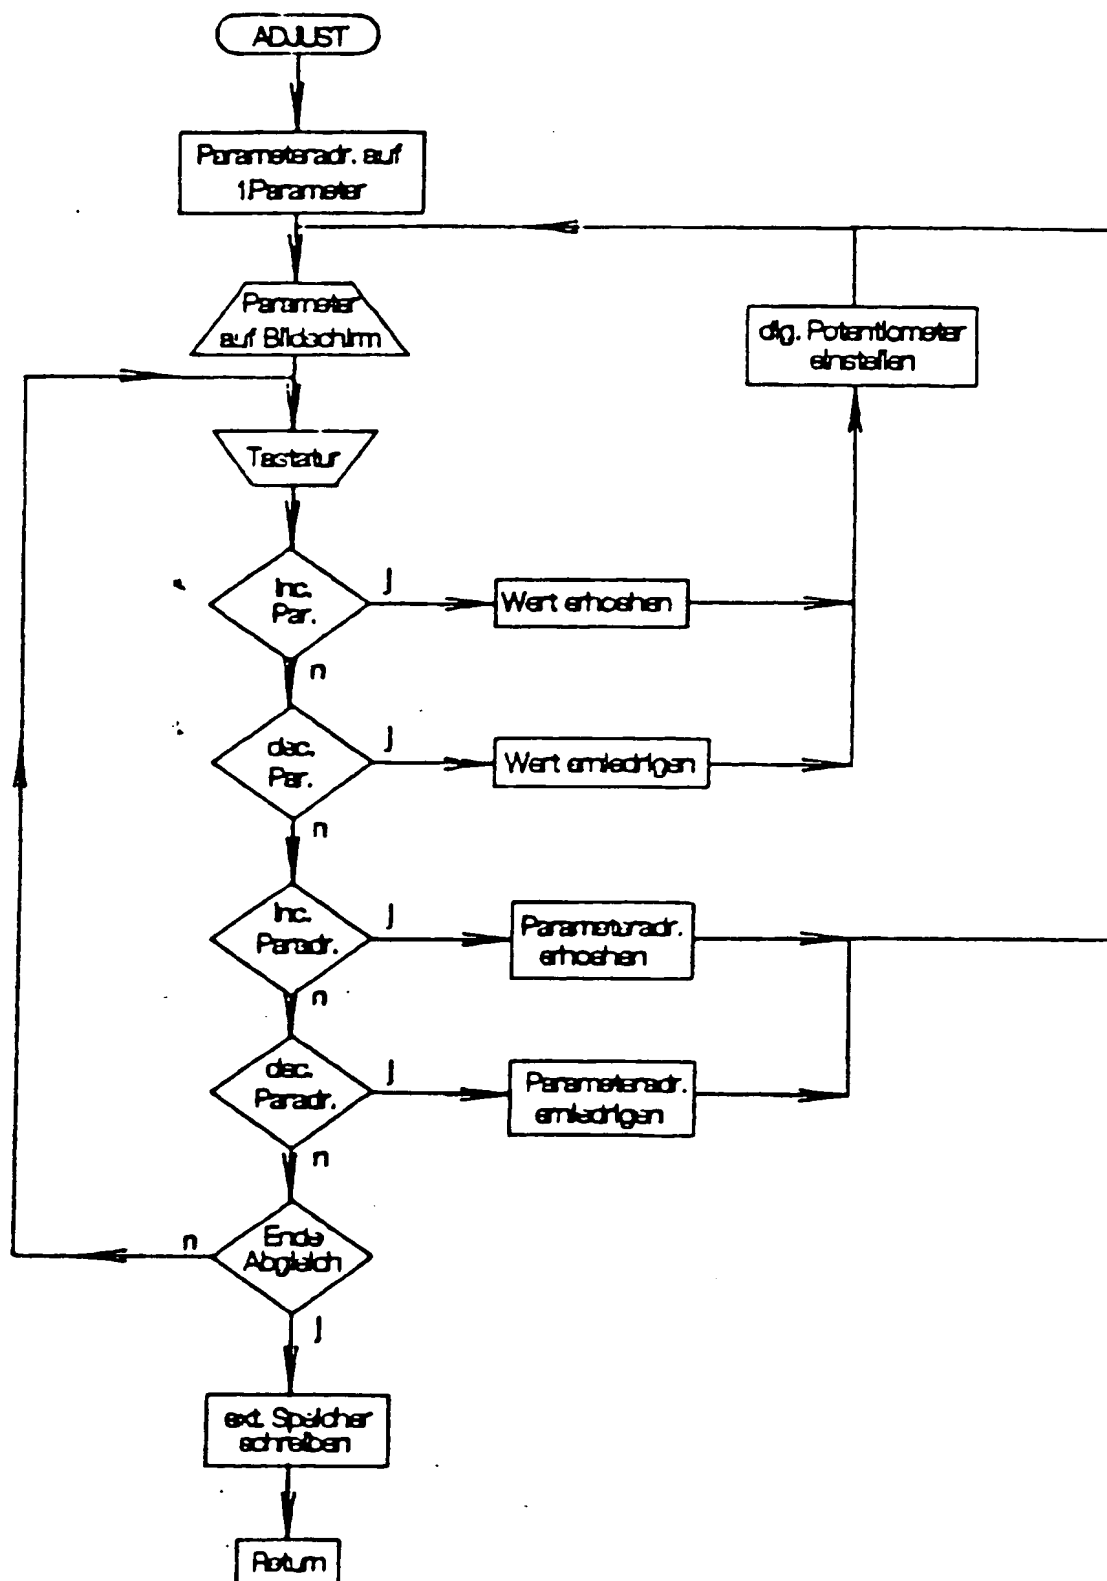 ADJUST
Parameteradr. auf
1.Parameter
Parameter
auf Bildschirm
dig. Potentiometer
einstellen
Tastatur
Inc.
Par.
j
Wert erhoehen
n
dec.
Par.
j
Wert erniedrigen
n
Inc.
Paradr.
j
Parameteradr.
erhoehen
n
dec.
Paradr.
j
Parameteradr.
erniedrigen
n
Ende
Abgleich
n
j
ext. Speicher
schreiben
Return